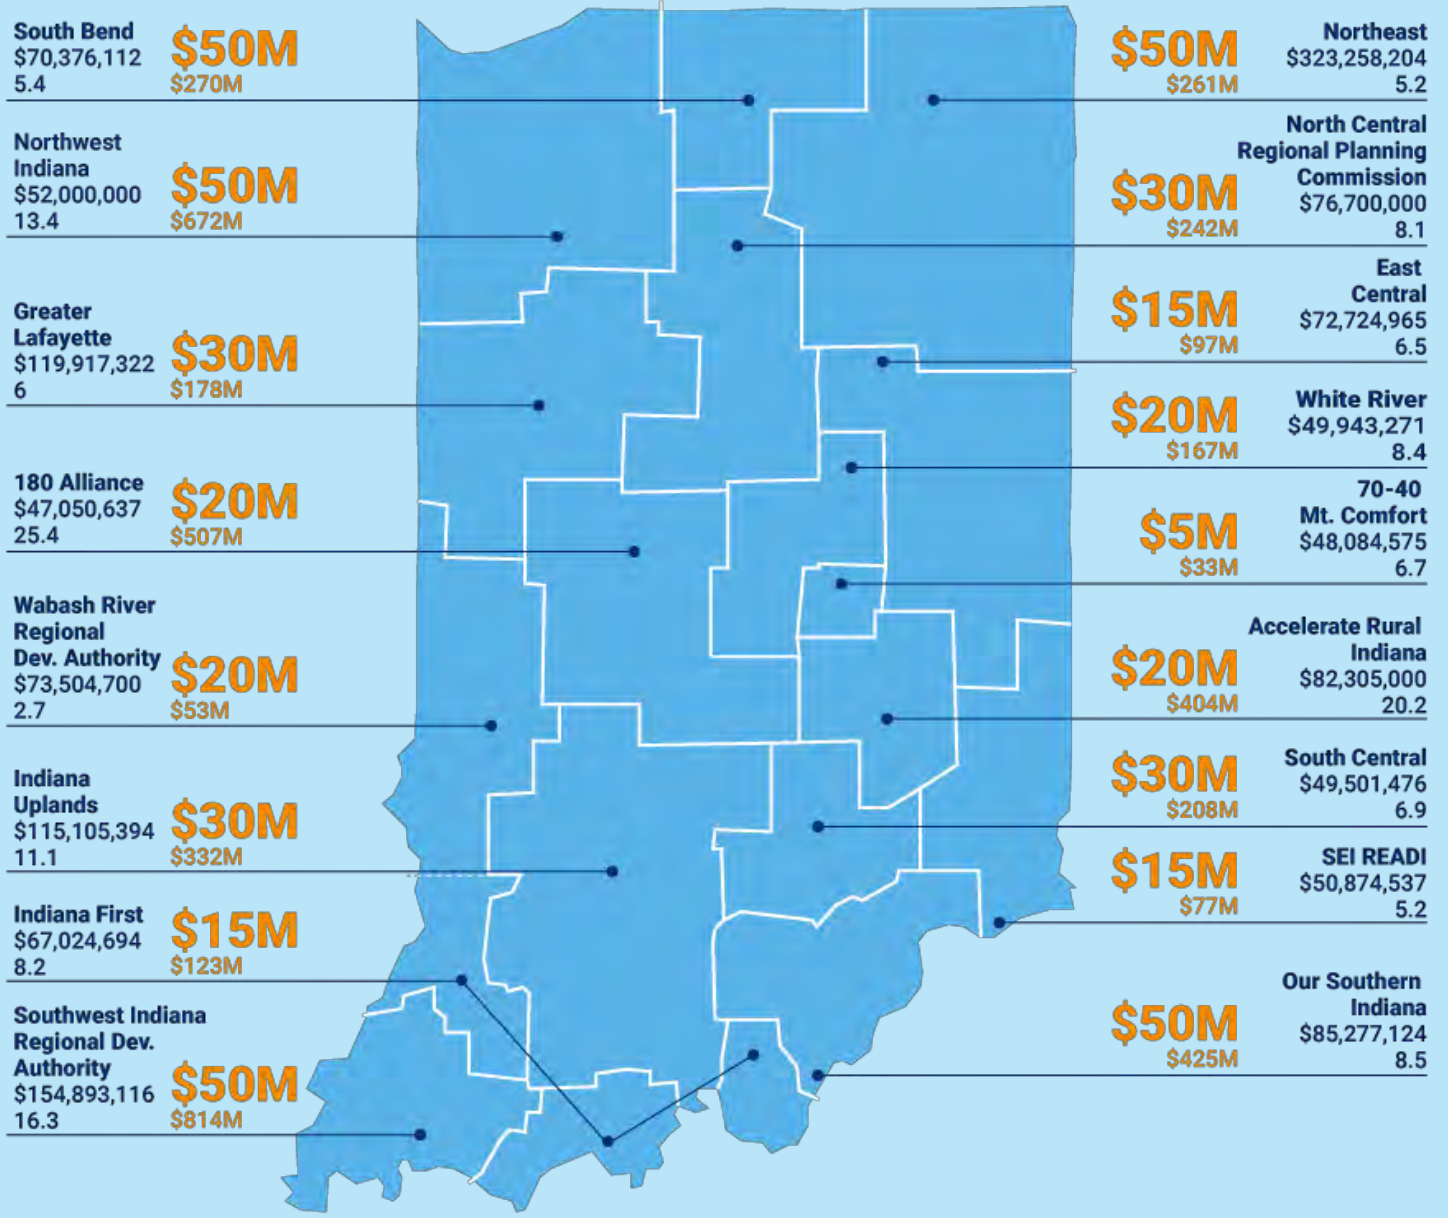 South Bend
$70,376,112
5.4
$50M
$270M
Northwest
Indiana
$52,000,000
13.4
$50M
$672M
Greater
Lafayette
$119,917,322
6
$30M
$178M
180 Alliance
$47,050,637
25.4
$20M
$507M
Wabash River
Regional
Dev. Authority
$73,504,700
2.7
$20M
$53M
Indiana
Uplands
$115,105,394
11.1
$30M
$332M
Indiana First
$67,024,694
8.2
$15M
$123M
Southwest Indiana
Regional Dev.
Authority
$154,893,116
16.3
$50M
$814M
$50M
$261M
Northeast
$323,258,204
5.2
North Central
Regional Planning
Commission
$76,700,000
8.1
$30M
$242M
East
Central
$72,724,965
6.5
$15M
$97M
White River
$49,943,271
8.4
$20M
$167M
70-40
Mt. Comfort
$48,084,575
6.7
$5M
$33M
Accelerate Rural
Indiana
$82,305,000
20.2
$20M
$404M
South Central
$49,501,476
6.9
$30M
$208M
SEI READI
$50,874,537
5.2
$15M
$77M
Our Southern
Indiana
$85,277,124
8.5
$50M
$425M